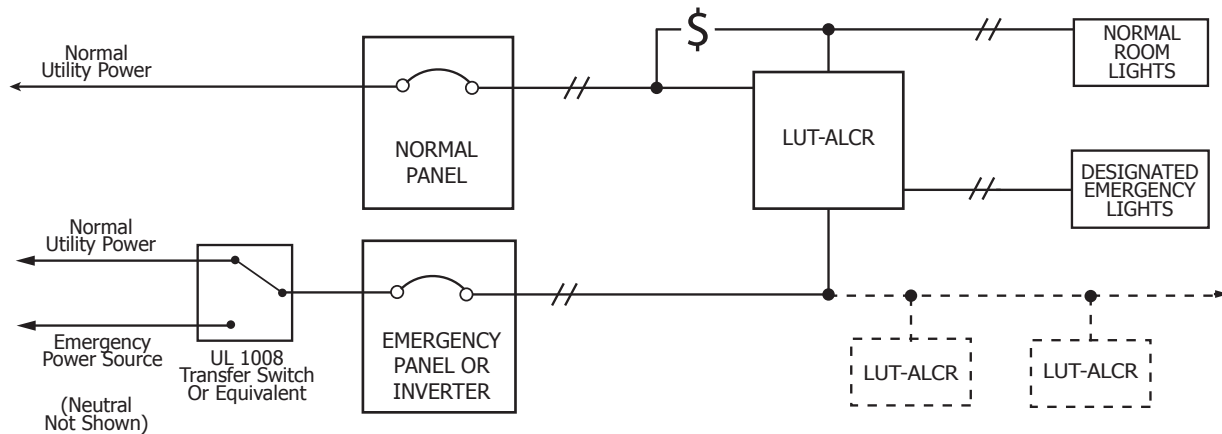 Normal
Utility Power
NORMAL
PANEL
$
LUT-ALCR
NORMAL
ROOM
LIGHTS
DESIGNATED
EMERGENCY
LIGHTS
Normal
Utility Power
Emergency
Power Source
(Neutral
Not Shown)
UL 1008
Transfer Switch
Or Equivalent
EMERGENCY
PANEL OR
INVERTER
LUT-ALCR
LUT-ALCR